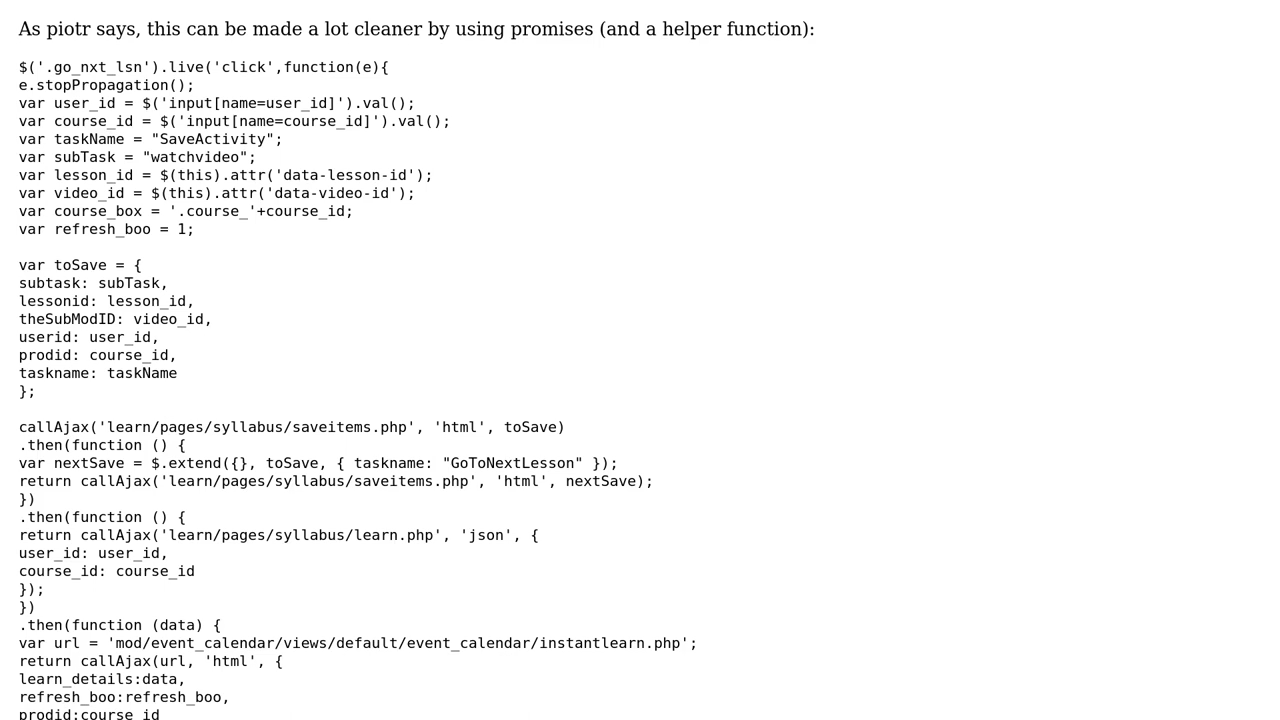 As piotr says, this can be made a lot cleaner by using promises (and a helper function):
$('.go_nxt_lsn').live('click',function(e){
e.stopPropagation();
var user_id = $('input[name=user_id]').val();
var course_id = $('input[name=course_id]').val();
var taskName = "SaveActivity";
var subTask = "watchvideo";
var lesson_id = $(this).attr('data-lesson-id');
var video_id = $(this).attr('data-video-id');
var course_box = '.course_'+course_id;
var refresh_boo = 1;
var toSave = {
subtask: subTask,
lessonid: lesson_id,
theSubModID: video_id,
userid: user_id,
prodid: course_id,
taskname: taskName
};
callAjax('learn/pages/syllabus/saveitems.php', 'html', toSave)
.then(function () {
var nextSave = $.extend({}, toSave, { taskname: "GoToNextLesson" });
return callAjax('learn/pages/syllabus/saveitems.php', 'html', nextSave);
})
.then(function () {
return callAjax('learn/pages/syllabus/learn.php', 'json', {
user_id: user_id,
course_id: course_id
});
})
.then(function (data) {
var url = 'mod/event_calendar/views/default/event_calendar/instantlearn.php';
return callAjax(url, 'html', {
learn_details:data,
refresh_boo:refresh_boo,
prodid:course_id